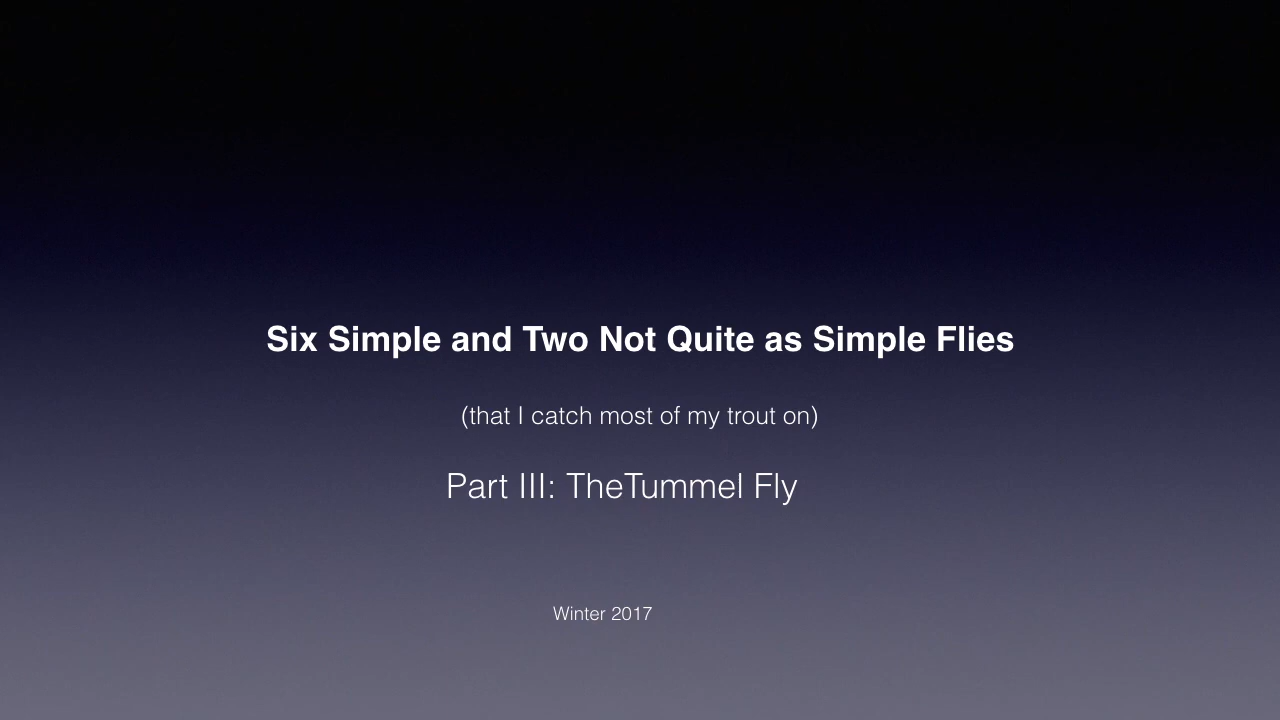 Six Simple and Two Not Quite as Simple Flies
(that I catch most of my trout on)
Part III: TheTummel Fly
Winter 2017